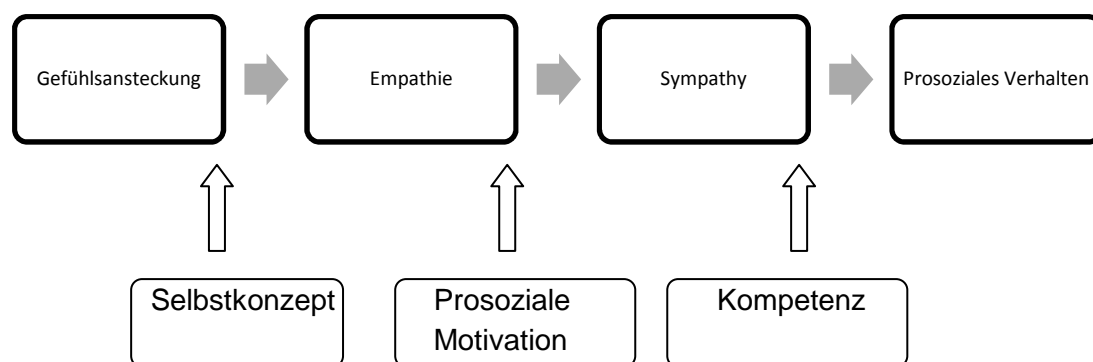 Gefühlsansteckung
Empathie
Sympathy
Prosoziales Verhalten
Selbstkonzept
Prosoziale
Motivation
Kompetenz